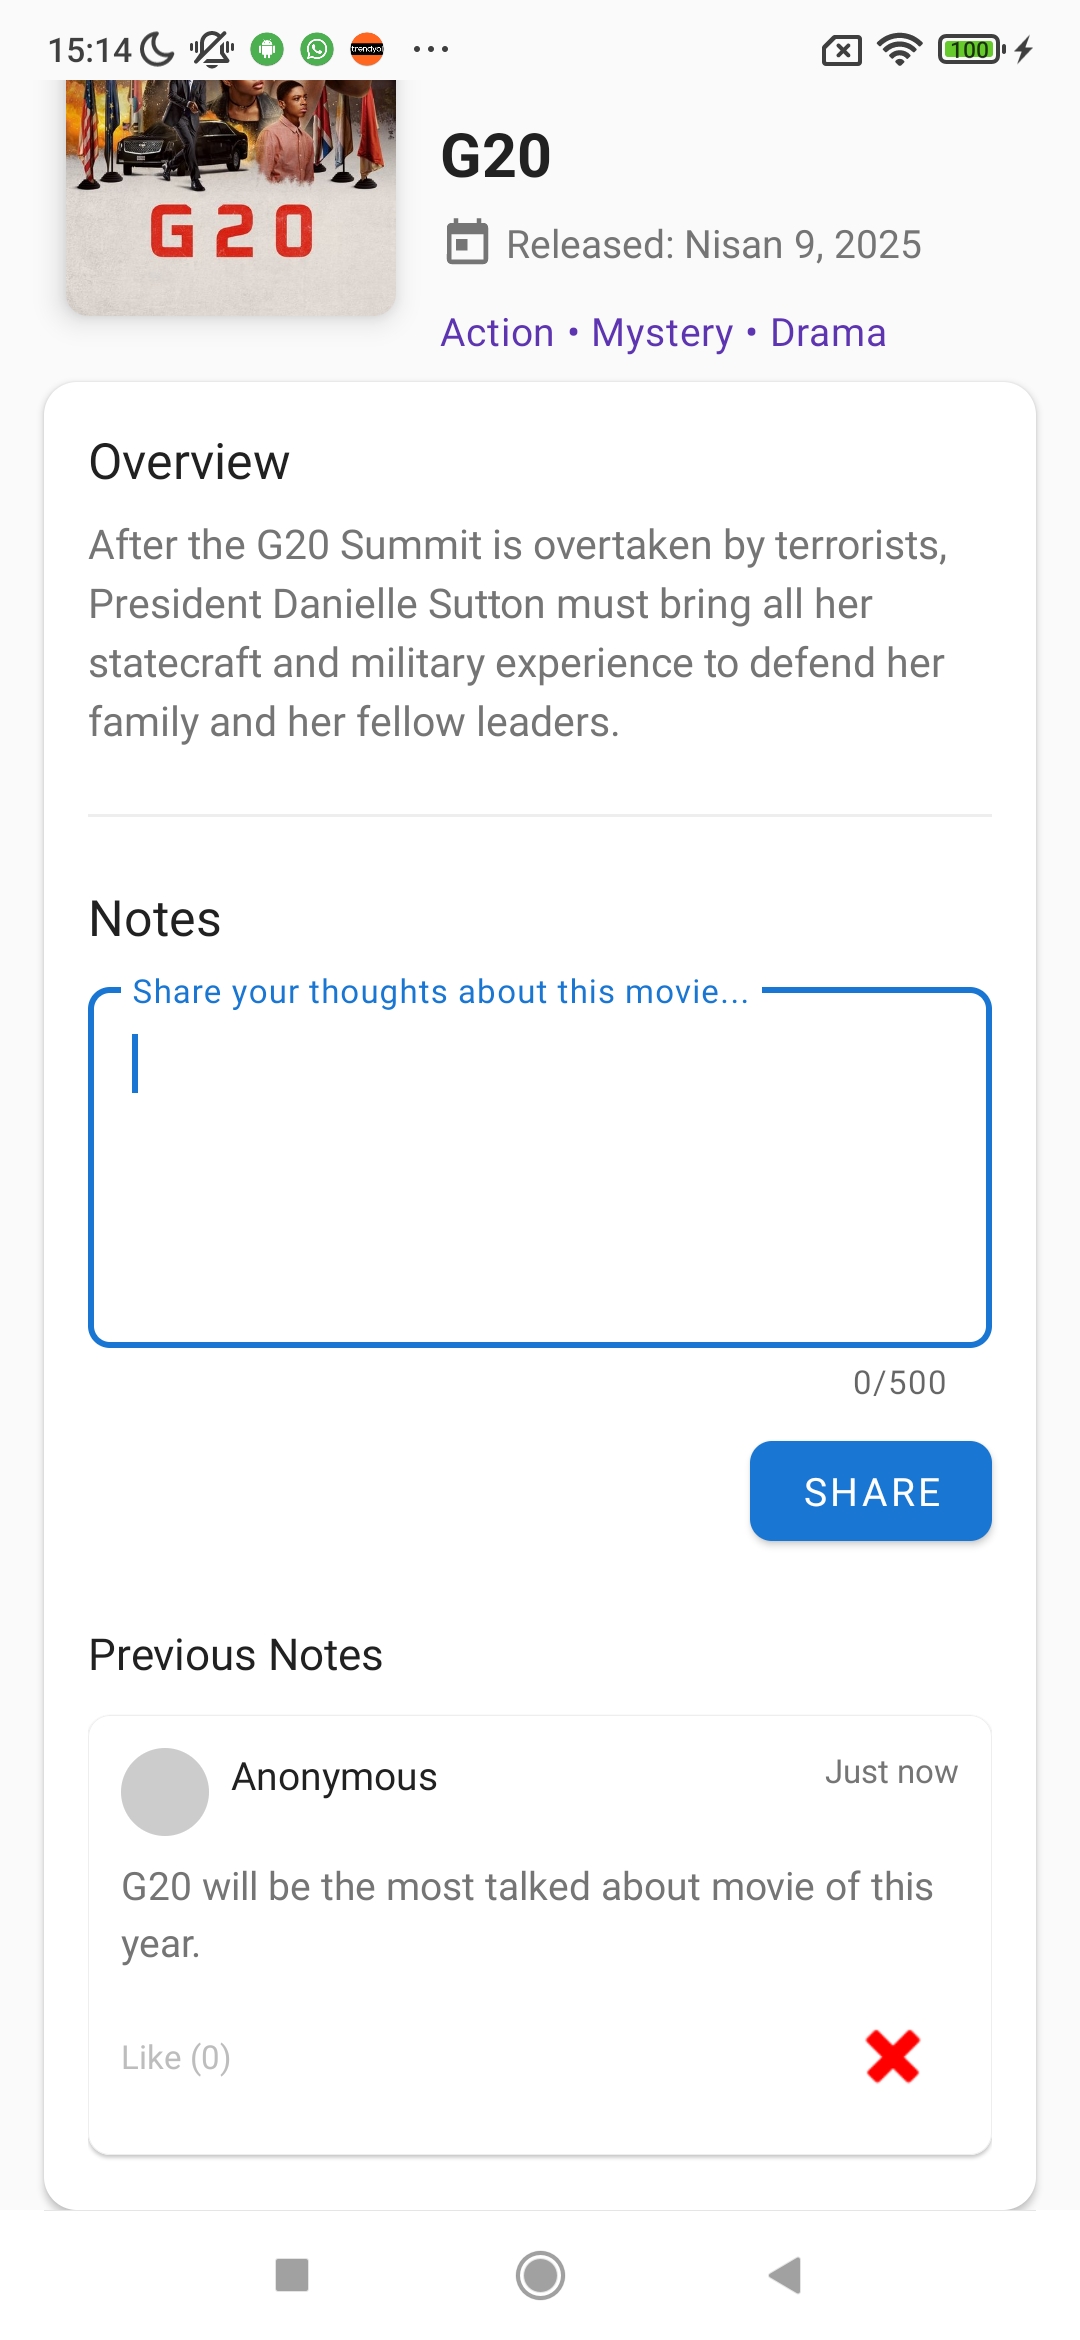 15:14
trendyol
100
G20
G20
Released: Nisan 9, 2025
Action • Mystery • Drama
Overview
After the G20 Summit is overtaken by terrorists,
President Danielle Sutton must bring all her
statecraft and military experience to defend her
family and her fellow leaders.
Notes
Share your thoughts about this movie...
0/500
SHARE
Previous Notes
Anonymous
Just now
G20 will be the most talked about movie of this
year.
Like (0)